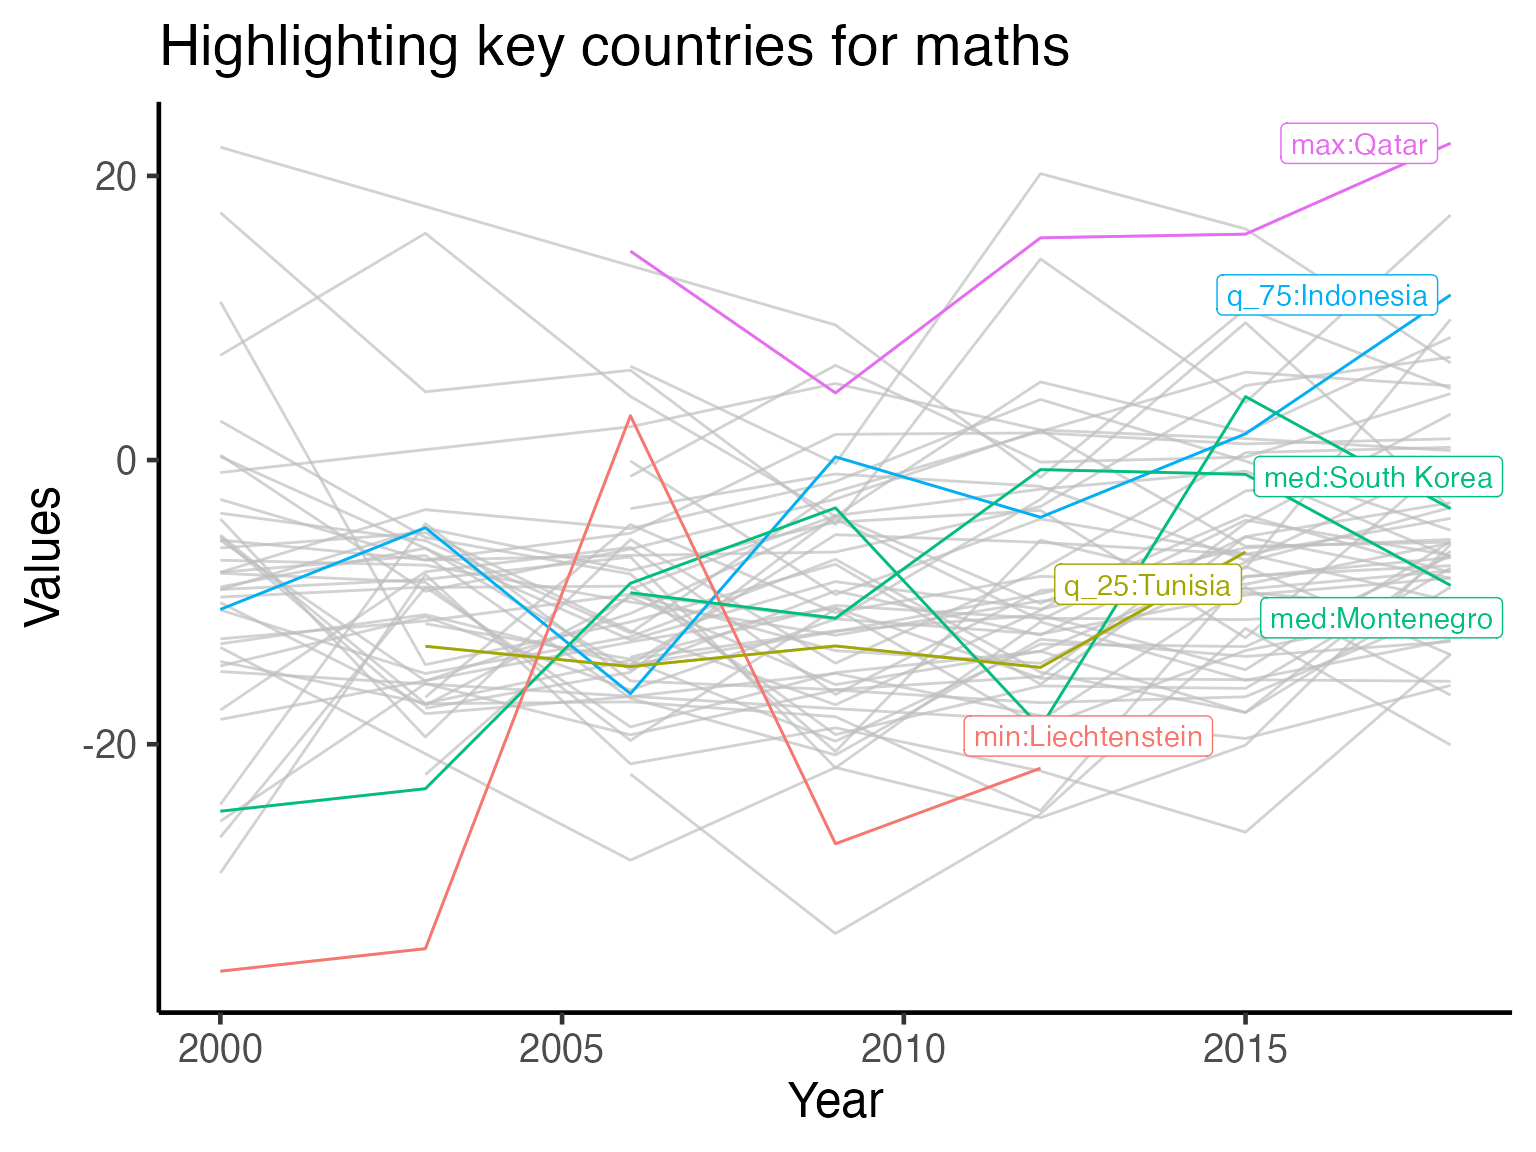 Highlighting key countries for maths
max:Qatar
20
q_75:Indonesia
0
med:South Korea
Values
q_25:Tunisia
med:Montenegro
min:Liechtenstein
-20
2000 2005 2010 2015
Year